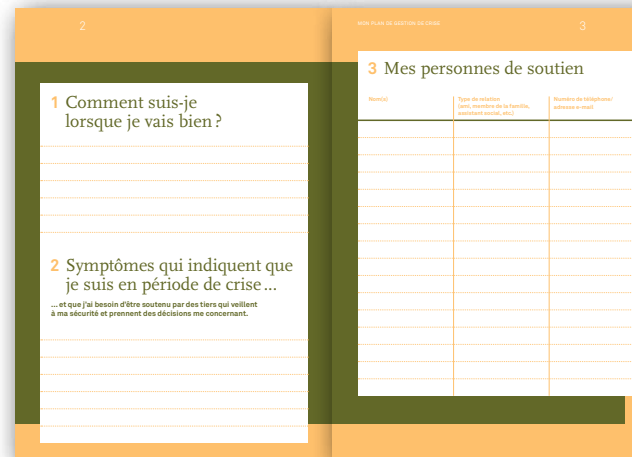 2
1 Comment suis-je
lorsque je vais bien ?
2 Symptômes qui indiquent que
je suis en période de crise ...
... et que j'ai besoin d'être soutenu par des tiers qui veillent
à ma sécurité et prennent des décisions me concernant.
MON PLAN DE GESTION DE CRISE
3
3 Mes personnes de soutien
Nom(s)
Type de relation
(ami, membre de la famille,
assistant social, etc.)
Numéro de téléphone/
adresse e-mail